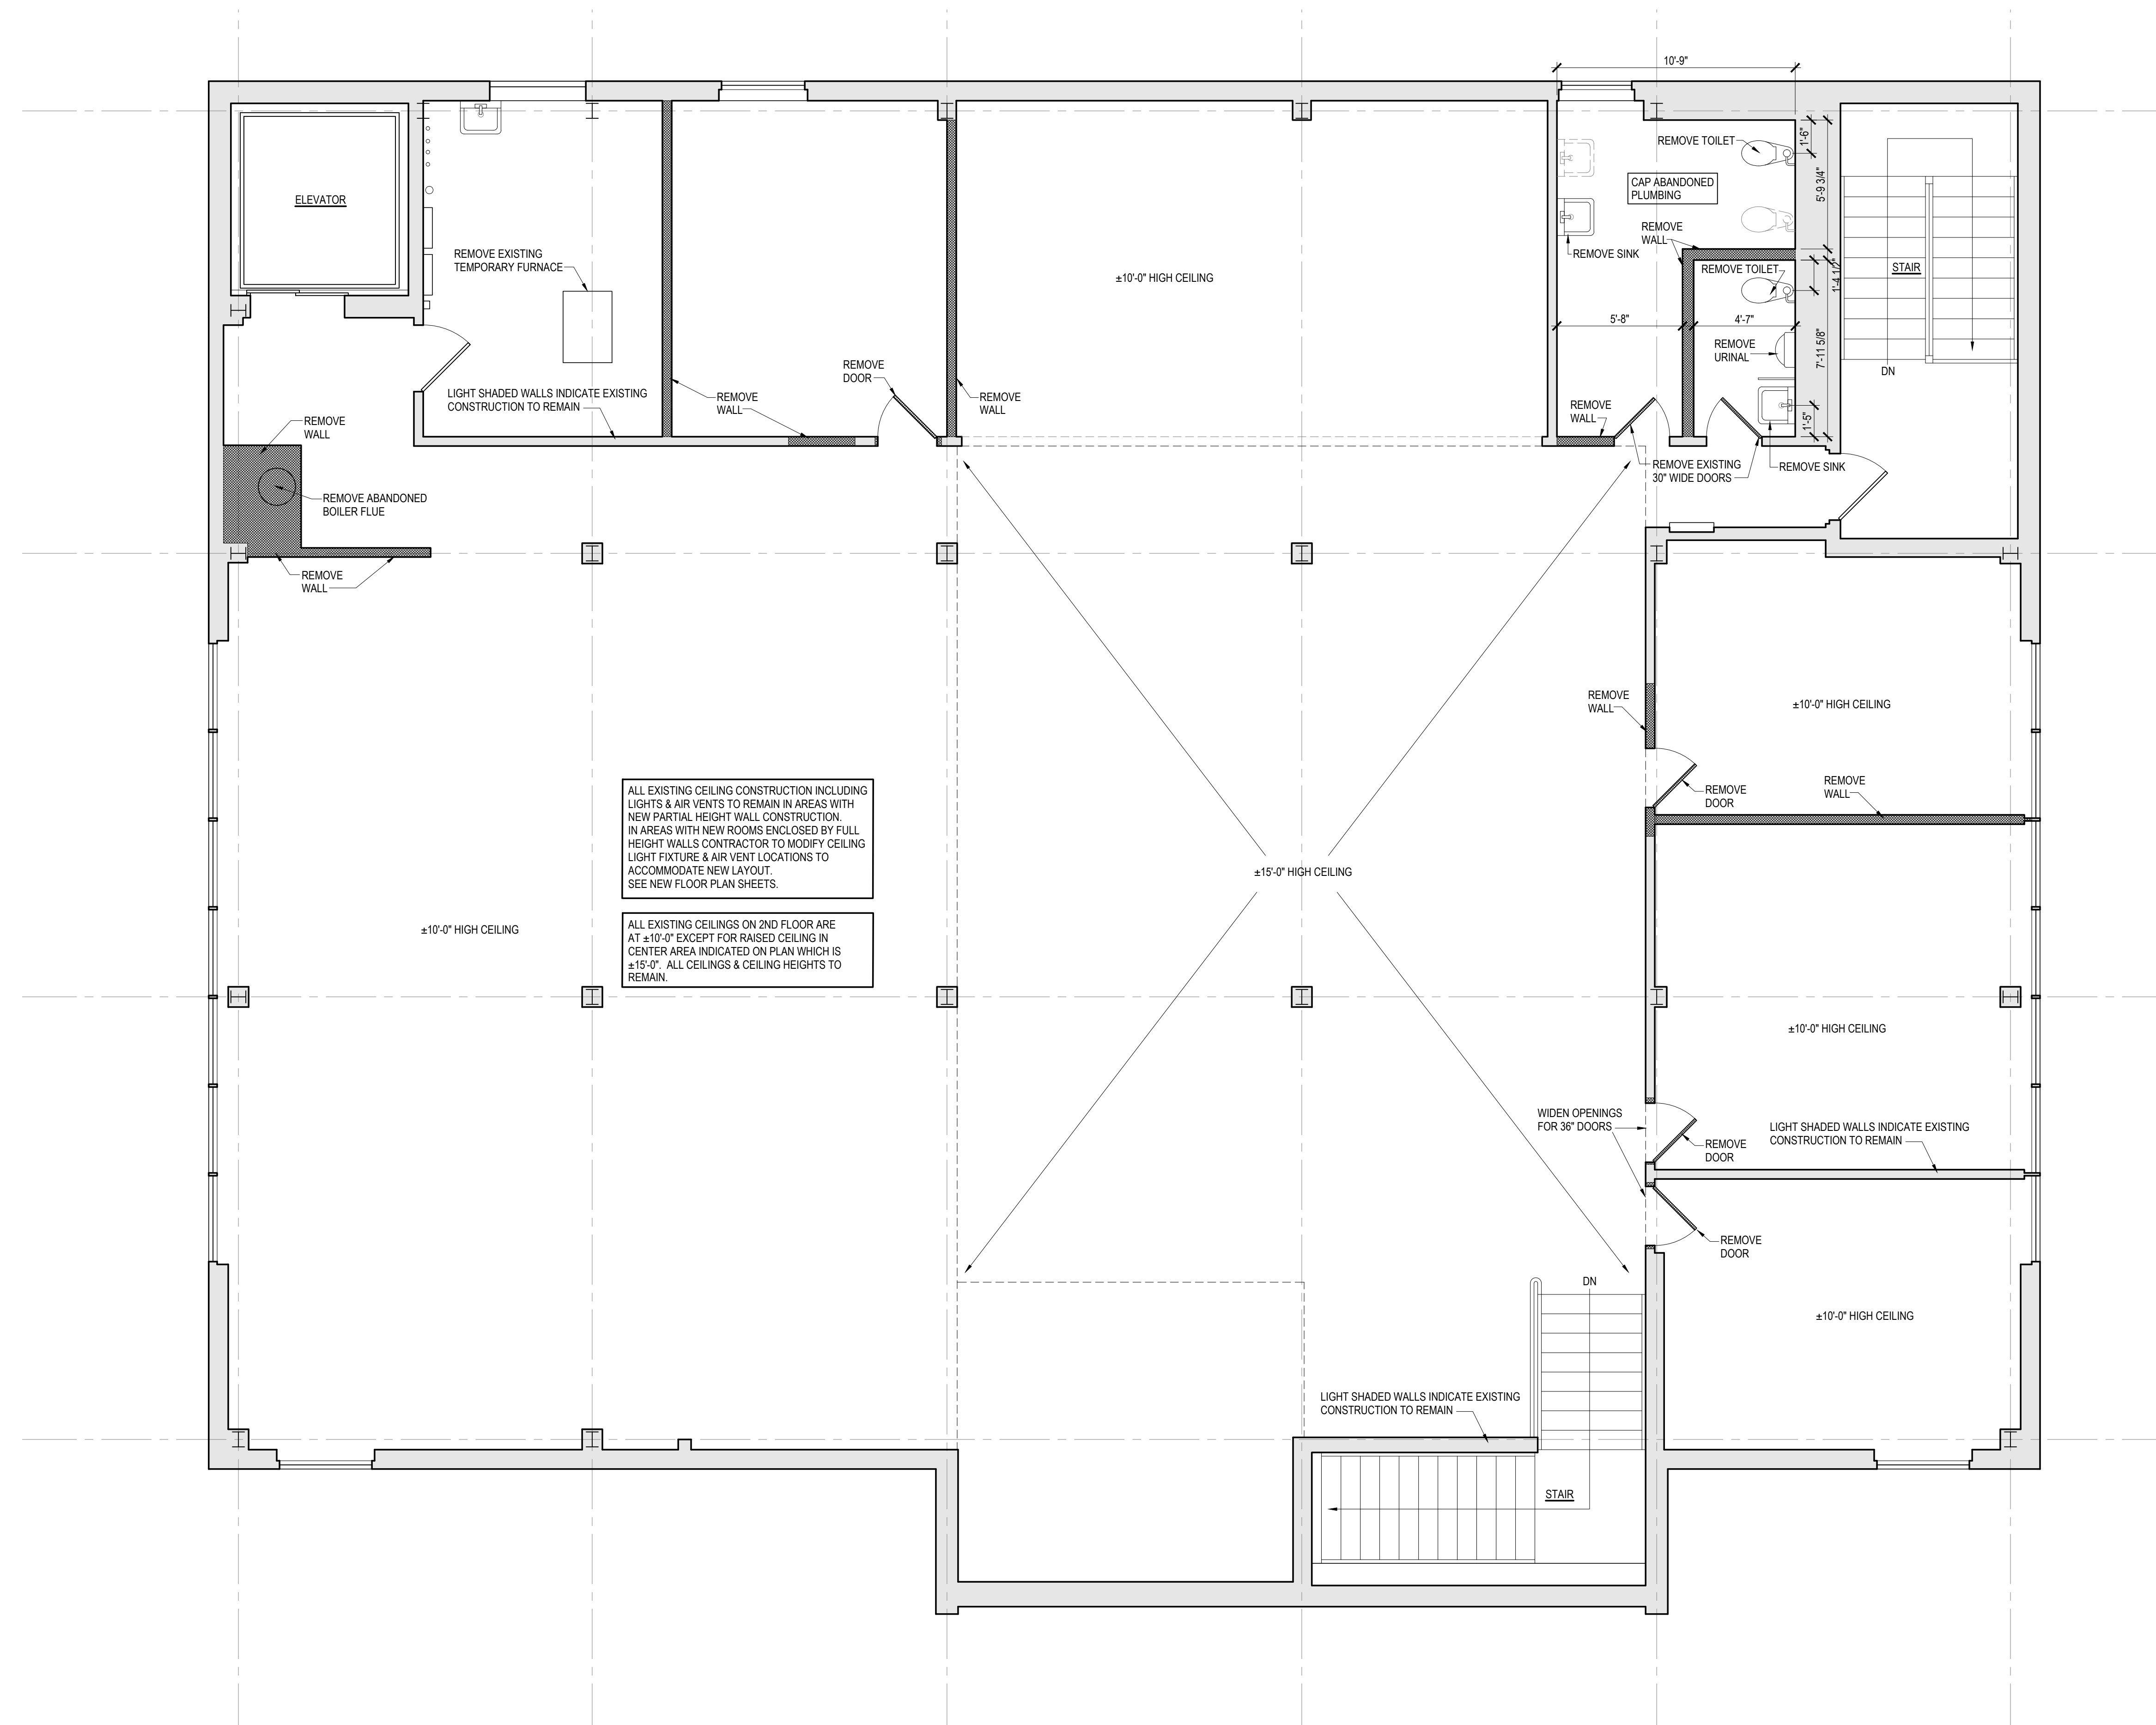 10'-9"
REMOVE TOILET
1'-6"
5'-9 3/4"
CAP ABANDONED
PLUMBING
ELEVATOR
REMOVE
WALL
REMOVE SINK
REMOVE EXISTING
TEMPORARY FURNACE
REMOVE TOILET
1'-4 1/2"
STAIR
±10'-0" HIGH CEILING
5'-8"
4'-7"
REMOVE
URINAL
7'-11 5/8"
DN
REMOVE
DOOR
LIGHT SHADED WALLS INDICATE EXISTING
CONSTRUCTION TO REMAIN
REMOVE
WALL
REMOVE
WALL
REMOVE
WALL
1'-5"
REMOVE
WALL
REMOVE EXISTING
30" WIDE DOORS
REMOVE SINK
REMOVE ABANDONED
BOILER FLUE
REMOVE
WALL
REMOVE
WALL
±10'-0" HIGH CEILING
REMOVE
DOOR
REMOVE
WALL
ALL EXISTING CEILING CONSTRUCTION INCLUDING
LIGHTS & AIR VENTS TO REMAIN IN AREAS WITH
NEW PARTIAL HEIGHT WALL CONSTRUCTION.
IN AREAS WITH NEW ROOMS ENCLOSED BY FULL
HEIGHT WALLS CONTRACTOR TO MODIFY CEILING
LIGHT FIXTURE & AIR VENT LOCATIONS TO
ACCOMMODATE NEW LAYOUT.
SEE NEW FLOOR PLAN SHEETS.
±15'-0" HIGH CEILING
±10'-0" HIGH CEILING
ALL EXISTING CEILINGS ON 2ND FLOOR ARE
AT ±10'-0" EXCEPT FOR RAISED CEILING IN
CENTER AREA INDICATED ON PLAN WHICH IS
±15'-0". ALL CEILINGS & CEILING HEIGHTS TO
REMAIN.
±10'-0" HIGH CEILING
WIDEN OPENINGS
FOR 36" DOORS
REMOVE
DOOR
LIGHT SHADED WALLS INDICATE EXISTING
CONSTRUCTION TO REMAIN
REMOVE
DOOR
DN
±10'-0" HIGH CEILING
LIGHT SHADED WALLS INDICATE EXISTING
CONSTRUCTION TO REMAIN
STAIR